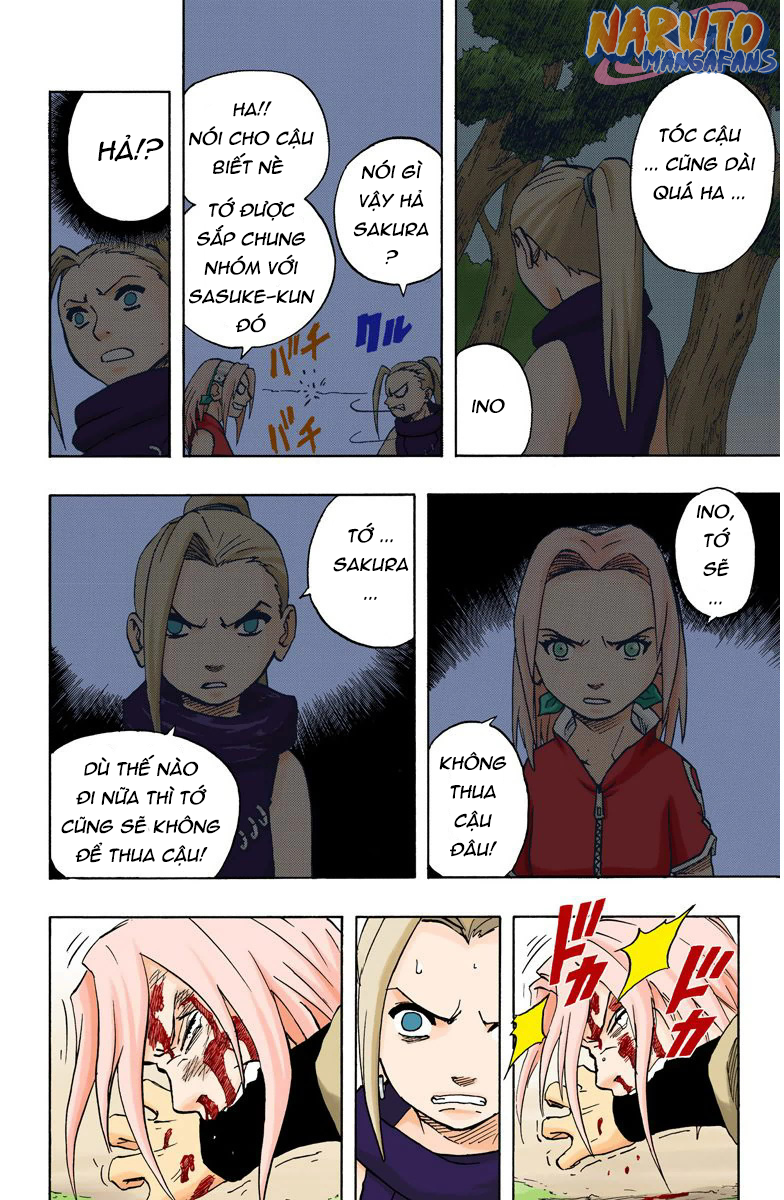 NARUTO
MANGAFANS
TÓC CẬU
... CŨNG DÀI
QUÁ HA ...
INO
NÓI GÌ
VẬY HẢ
SAKURA
?
HA!!
NÓI CHO CẬU
BIẾT NÈ
TỚ ĐƯỢC
SẮP CHUNG
NHÓM VỚI
SASUKE-KUN
ĐÓ
クルッ
バチ
バチ
HẢ!?
INO,
TỚ
SẼ
...
KHÔNG
THUA
CẬU
ĐÂU!
TỚ ...
SAKURA
...
DÙ THẾ NÀO
ĐI NỮA THÌ TỚ
CŨNG SẼ KHÔNG
ĐỂ THUA CẬU!
ドカ
ドカ